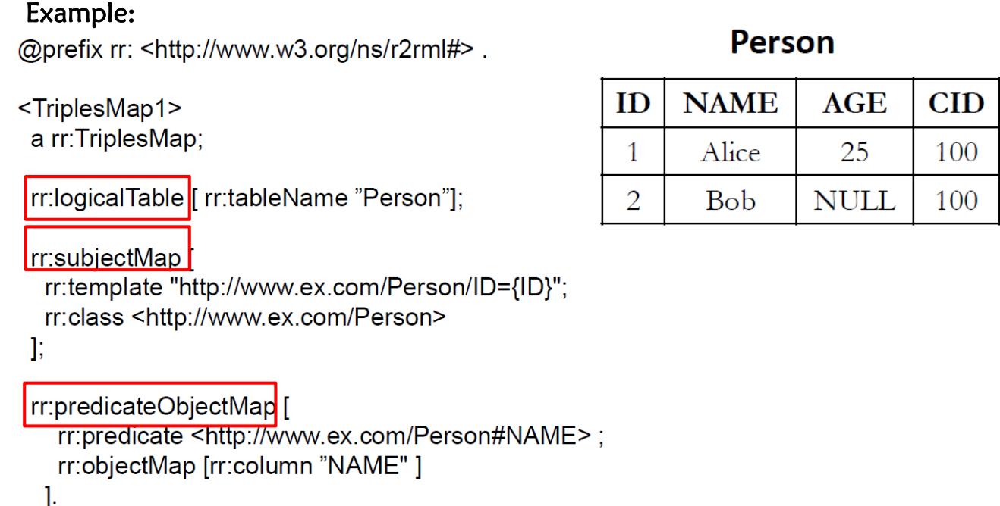 Example:
@prefix rr: <http://www.w3.org/ns/r2rml#> .
<TriplesMap1>
a rr:TriplesMap;
rr:logicalTable [ rr:tableName ”Person”];
rr:subjectMap [
rr:template "http://www.ex.com/Person/ID={ID}";
rr:class <http://www.ex.com/Person>
];
rr:predicateObjectMap [
rr:predicate <http://www.ex.com/Person#NAME> ;
rr:objectMap [rr:column ”NAME" ]
].
Person
ID NAME AGE CID
1 Alice 25 100
2 Bob NULL 100